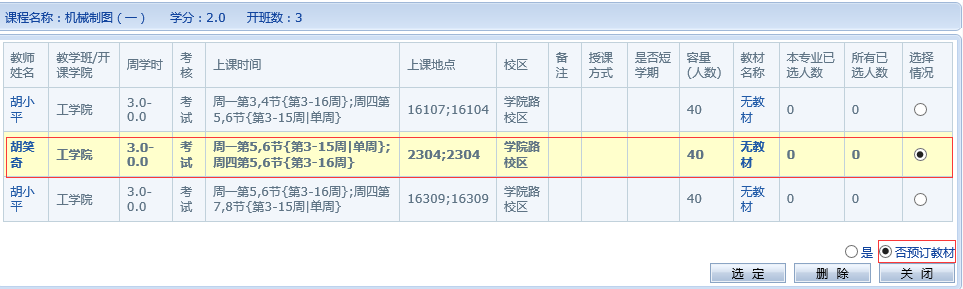 课程名称：机械制图（一） 学分：2.0 开班数：3
教师姓名 教学班/开课学院 周学时 考核 上课时间 上课地点 校区 备注 授课方式 是否短学期 容量(人数) 教材名称 本专业已选人数 所有已选人数 选择情况
胡小平 工学院 3.0-0.0 考试 周一第3,4节{第3-16周};周四第5,6节{第3-15周|单周} 16107;16104 学院路校区 40 无教材 0 0
胡笑奇 工学院 3.0-0.0 考试 周一第5,6节{第3-15周|单周};周四第5,6节{第3-16周} 2304;2304 学院路校区 40 无教材 0 0
胡小平 工学院 3.0-0.0 考试 周一第5,6节{第3-16周};周四第7,8节{第3-15周|单周} 16309;16309 学院路校区 40 无教材 0 0
是 否预订教材
选 定 删 除 关 闭